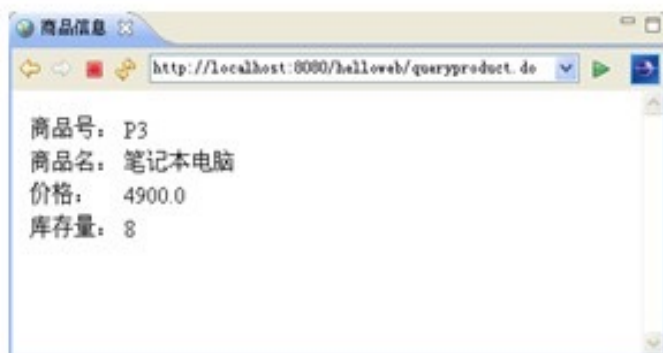 商品信息
http://localhost:8080/helloweb/queryproduct.do
商品号： P3
商品名： 笔记本电脑
价格： 4900.0
库存量： 8